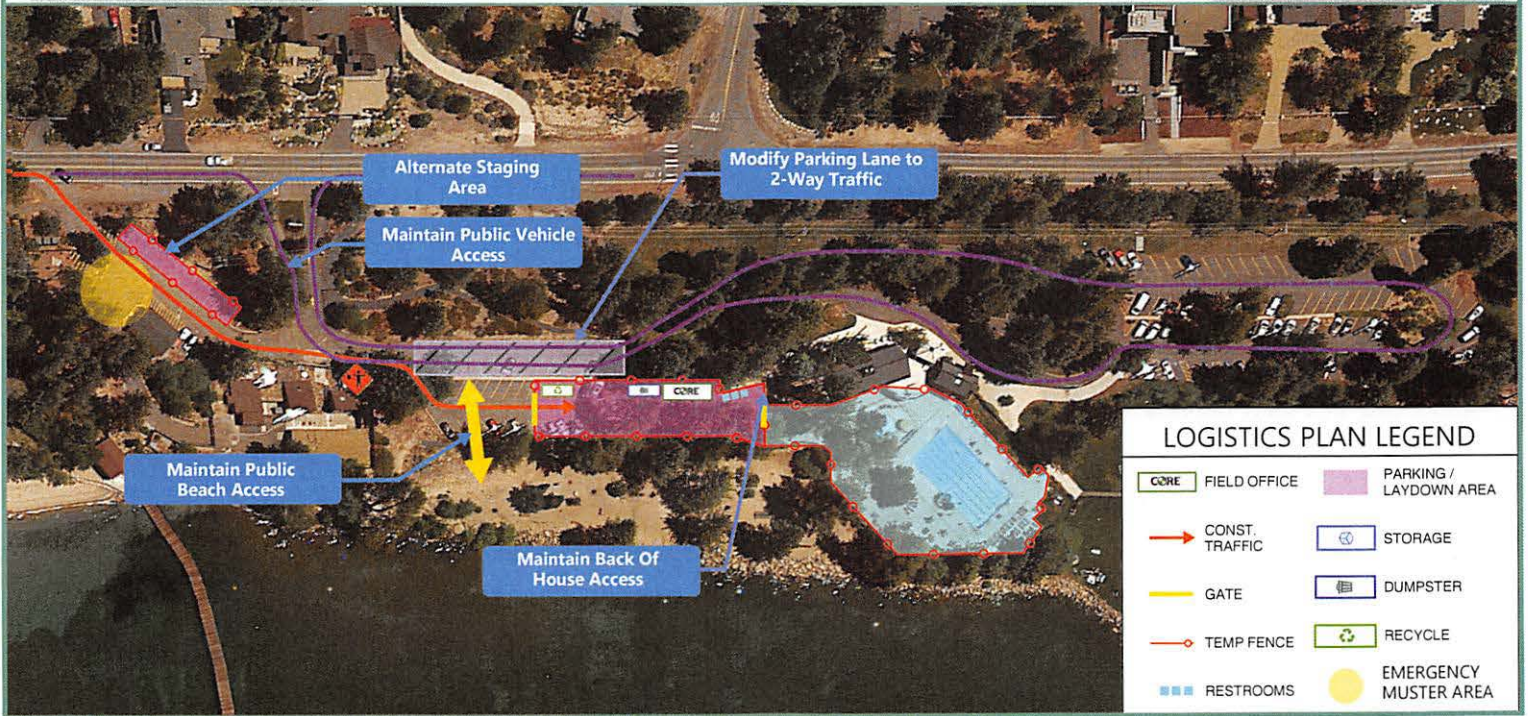 Alternate Staging
Area
Modify Parking Lane to
2-Way Traffic
Maintain Public Vehicle
Access
CORE
Maintain Public
Beach Access
Maintain Back Of
House Access
LOGISTICS PLAN LEGEND
CORE FIELD OFFICE
PARKING /
LAYDOWN AREA
CONST.
TRAFFIC
STORAGE
GATE
DUMPSTER
TEMP FENCE
RECYCLE
RESTROOMS
EMERGENCY
MUSTER AREA